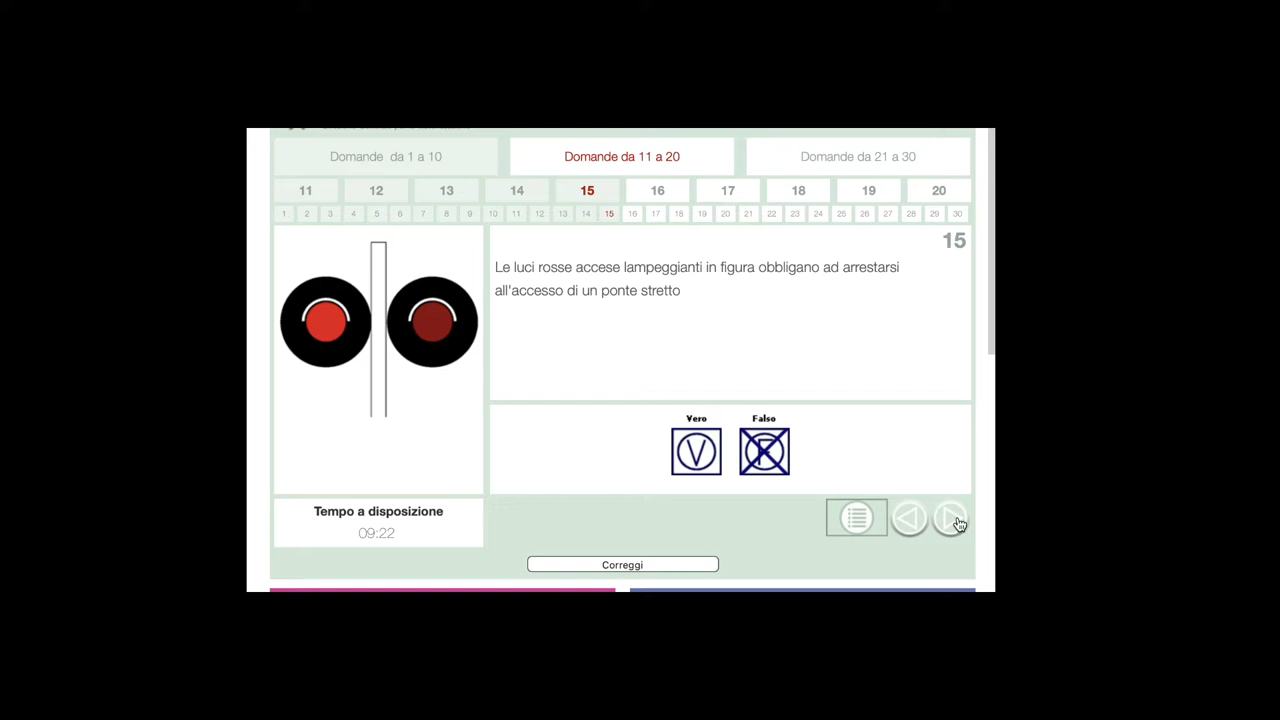 Domande da 1 a 10
Domande da 11 a 20
Domande da 21 a 30
11 12 13 14 15 16 17 18 19 20
1 2 3 4 5 6 7 8 9 10 11 12 13 14 15 16 17 18 19 20 21 22 23 24 25 26 27 28 29 30
15
Le luci rosse accese lampeggianti in figura obbligano ad arrestarsi
all'accesso di un ponte stretto
Vero Falso
V F
Tempo a disposizione
09:22
Correggi